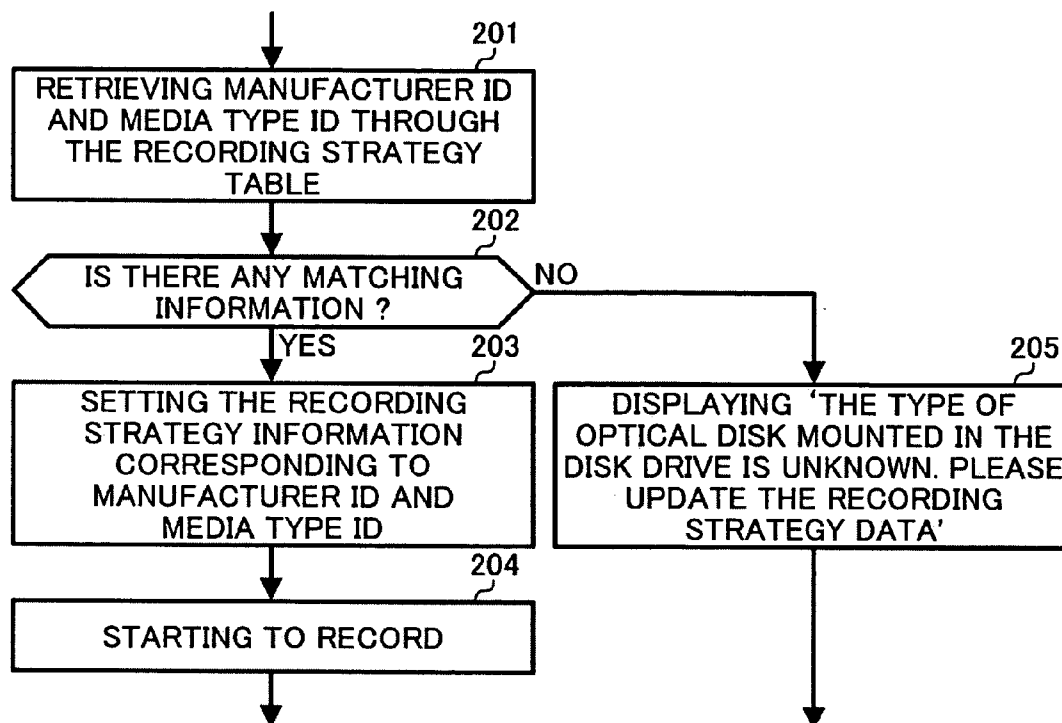 201
RETRIEVING MANUFACTURER ID
AND MEDIA TYPE ID THROUGH
THE RECORDING STRATEGY
TABLE
202
IS THERE ANY MATCHING
INFORMATION ?
NO
YES
203
SETTING THE RECORDING
STRATEGY INFORMATION
CORRESPONDING TO
MANUFACTURER ID AND
MEDIA TYPE ID
205
DISPLAYING 'THE TYPE OF
OPTICAL DISK MOUNTED IN THE
DISK DRIVE IS UNKNOWN. PLEASE
UPDATE THE RECORDING
STRATEGY DATA'
204
STARTING TO RECORD